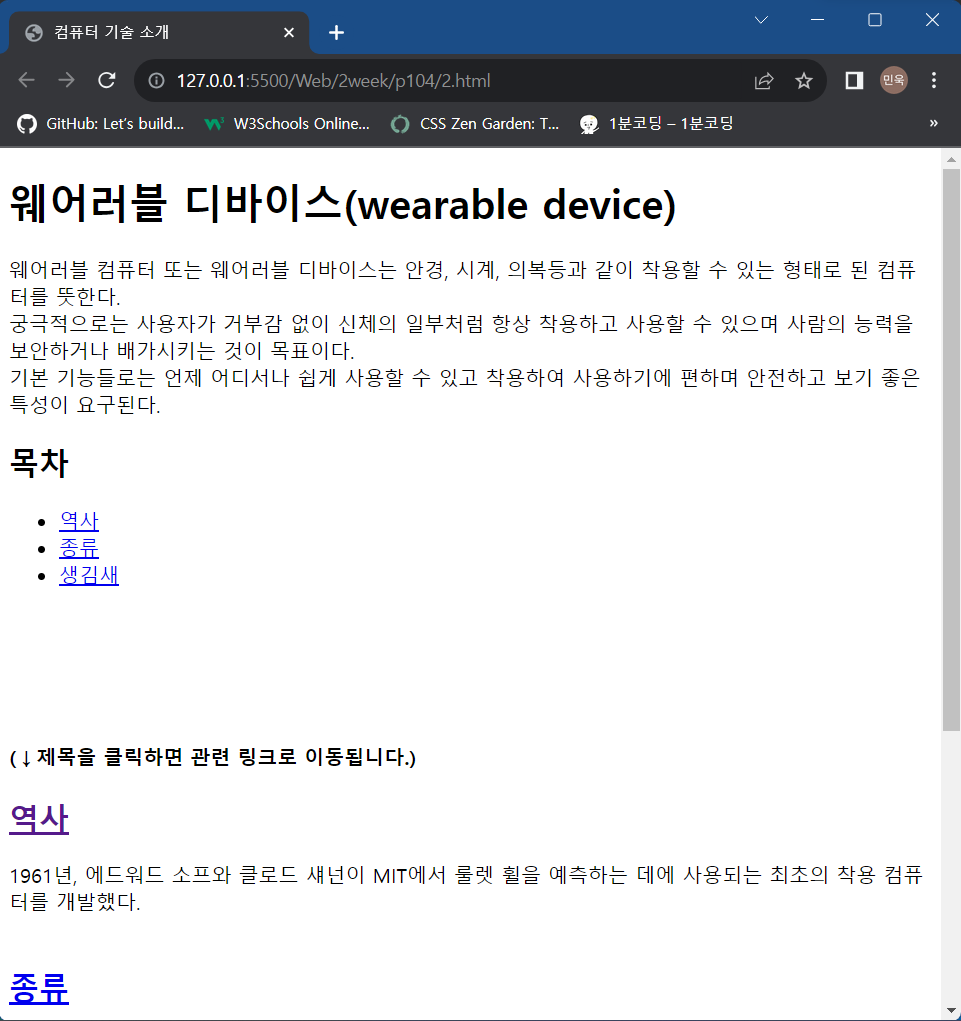 컴퓨터 기술 소개
127.0.0.1:5500/Web/2week/p104/2.html
민욱
GitHub: Let's build...
W3Schools Online...
CSS Zen Garden: T...
1분코딩 – 1분코딩
»
웨어러블 디바이스(wearable device)
웨어러블 컴퓨터 또는 웨어러블 디바이스는 안경, 시계, 의복등과 같이 착용할 수 있는 형태로 된 컴퓨
터를 뜻한다.
궁극적으로는 사용자가 거부감 없이 신체의 일부처럼 항상 착용하고 사용할 수 있으며 사람의 능력을
보안하거나 배가시키는 것이 목표이다.
기본 기능들로는 언제 어디서나 쉽게 사용할 수 있고 착용하여 사용하기에 편하며 안전하고 보기 좋은
특성이 요구된다.
목차
• 역사
• 종류
• 생김새
(↓제목을 클릭하면 관련 링크로 이동됩니다.)
역사
1961년, 에드워드 소프와 클로드 섀넌이 MIT에서 룰렛 휠을 예측하는 데에 사용되는 최초의 착용 컴퓨
터를 개발했다.
종류